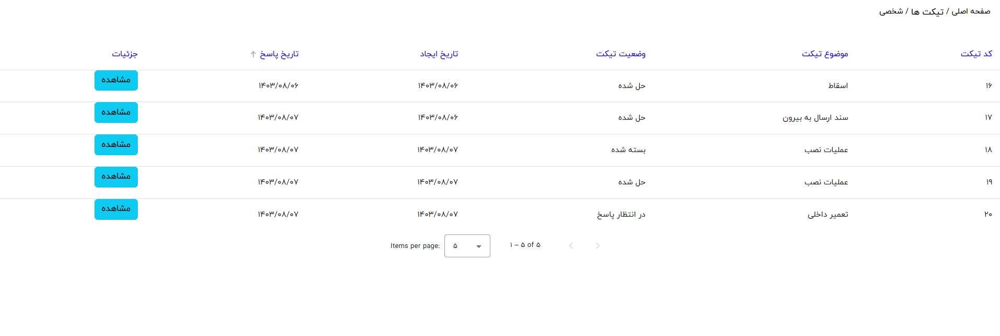 صفحه اصلی / تیکت ها / شخصی
کد تیکت موضوع تیکت وضعیت تیکت تاریخ ایجاد تاریخ پاسخ جزئیات
۱۶ اسقاط حل شده ۱۴۰۳/۰۸/۰۶ ۱۴۰۳/۰۸/۰۶ مشاهده
۱۷ سند ارسال به بیرون حل شده ۱۴۰۳/۰۸/۰۶ ۱۴۰۳/۰۸/۰۷ مشاهده
۱۸ عملیات نصب بسته شده ۱۴۰۳/۰۸/۰۷ ۱۴۰۳/۰۸/۰۷ مشاهده
۱۹ عملیات نصب حل شده ۱۴۰۳/۰۸/۰۷ ۱۴۰۳/۰۸/۰۷ مشاهده
۲۰ تعمیر داخلی در انتظار پاسخ ۱۴۰۳/۰۸/۰۷ ۱۴۰۳/۰۸/۰۷ مشاهده
Items per page: ۵ ۱ – ۵ of ۵